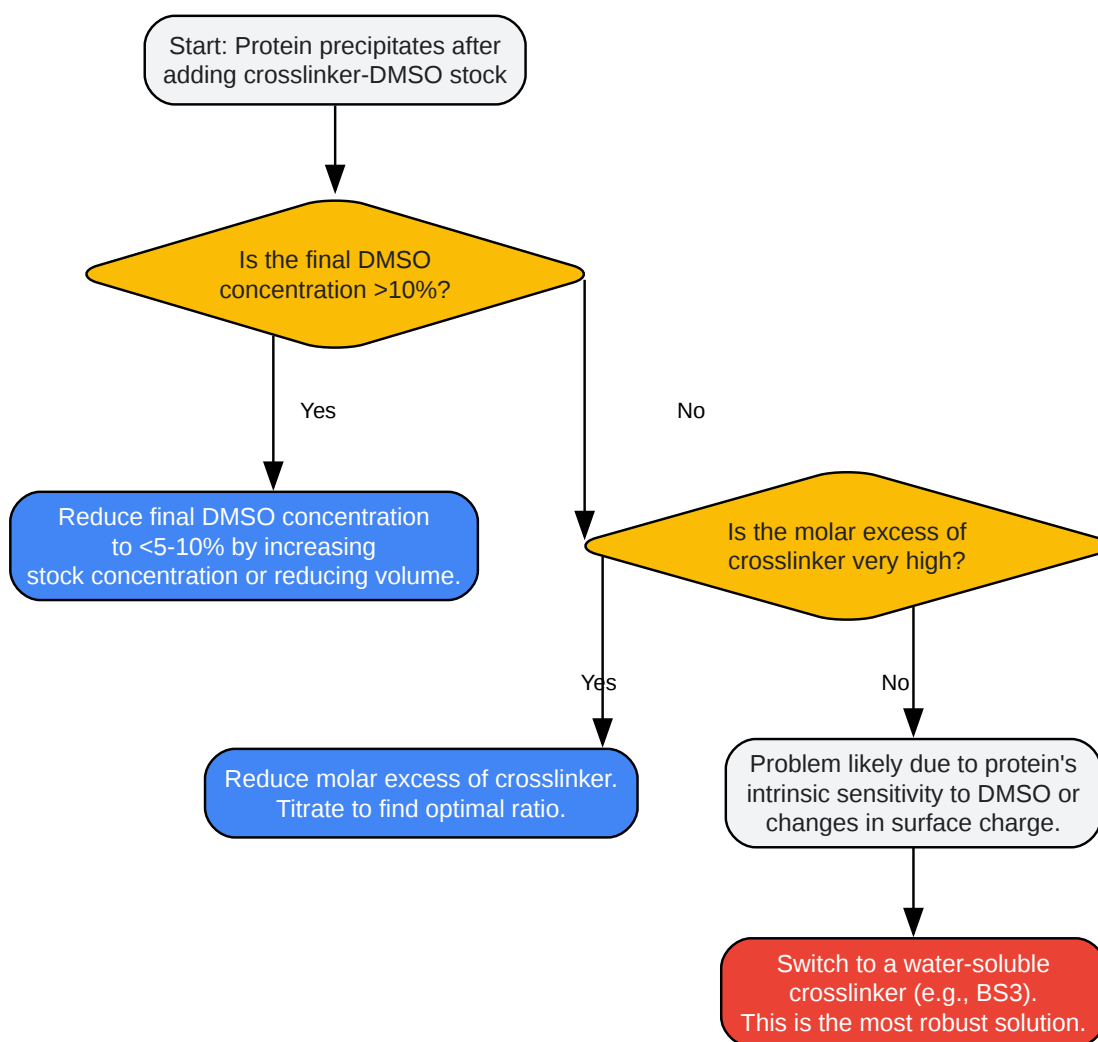 Start: Protein precipitates after
adding crosslinker-DMSO stock
Is the final DMSO
concentration >10%?
Yes
No
Reduce final DMSO concentration
to <5-10% by increasing
stock concentration or reducing volume.
Is the molar excess of
crosslinker very high?
Yes
No
Reduce molar excess of crosslinker.
Titrate to find optimal ratio.
Problem likely due to protein's
intrinsic sensitivity to DMSO or
changes in surface charge.
Switch to a water-soluble
crosslinker (e.g., BS3).
This is the most robust solution.